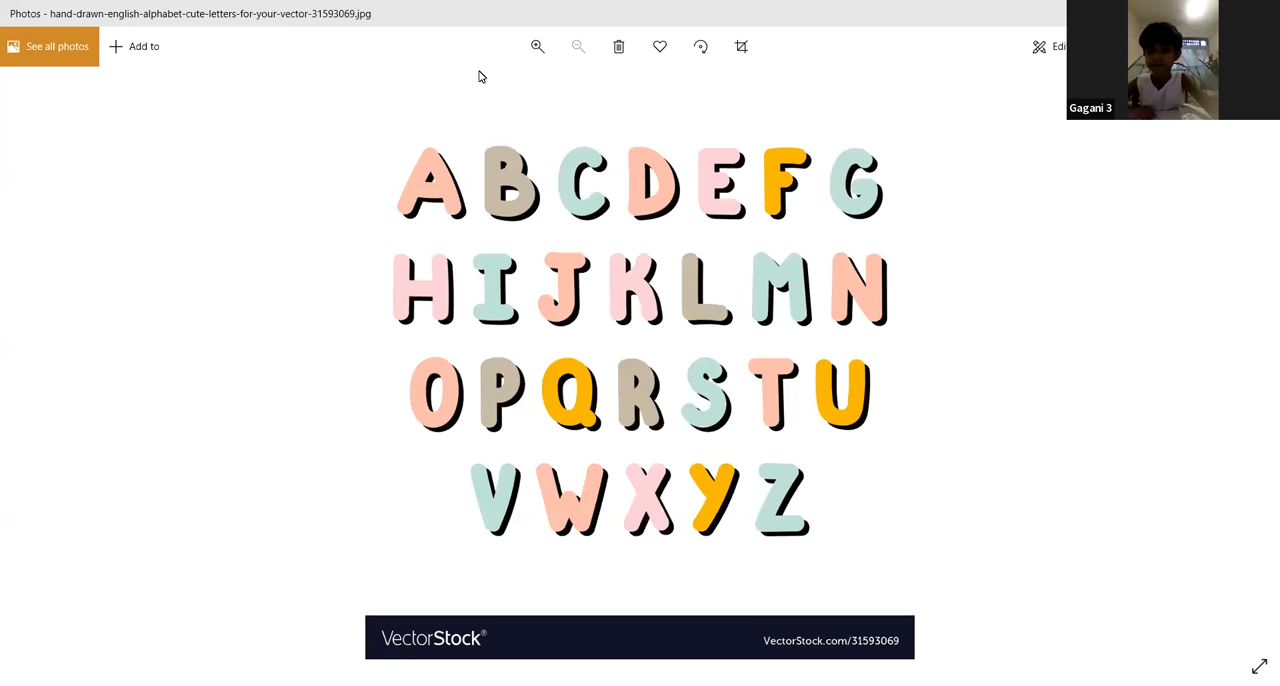 Photos - hand-drawn-english-alphabet-cute-letters-for-your-vector-31593069.jpg
See all photos
Add to
Gagani 3
A B C D E F G
H I J K L M N
O P Q R S T U
V W X Y Z
VectorStock®
VectorStock.com/31593069